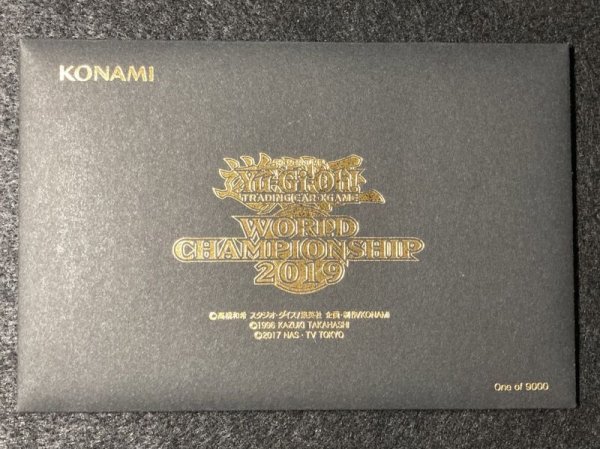 KONAMI
Yu-Gi-Oh!
TRADING CARD GAME
WORLD
CHAMPIONSHIP
2019
©高橋和希 スタジオ・ダイス/集英社 企画・制作/KONAMI
©1996 KAZUKI TAKAHASHI
©2017 NAS・TV TOKYO
One of 9000